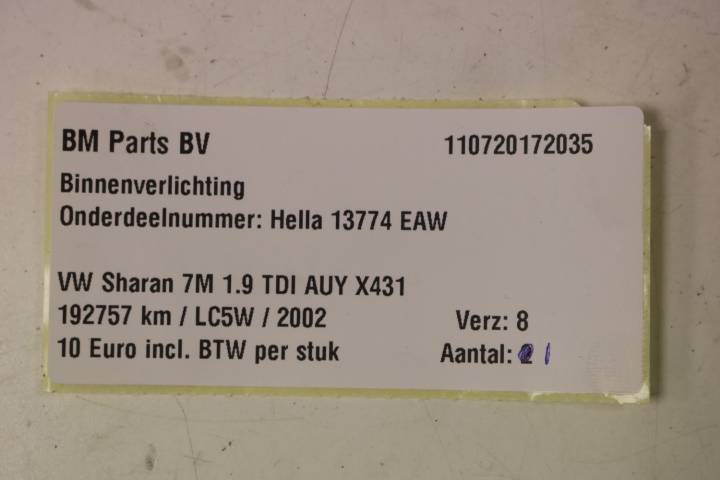 BM Parts BV 110720172035
Binnenverlichting
Onderdeelnummer: Hella 13774 EAW
VW Sharan 7M 1.9 TDI AUY X431
192757 km / LC5W / 2002 Verz: 8
10 Euro incl. BTW per stuk Aantal: 1